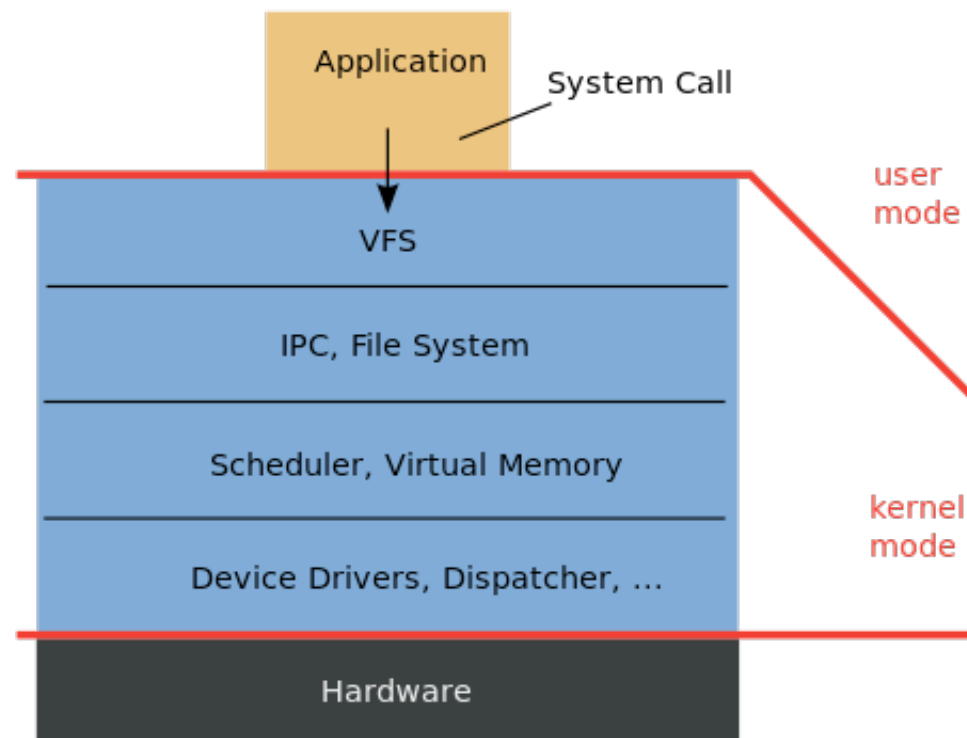 Application
System Call
user
mode
VFS
IPC, File System
Scheduler, Virtual Memory
kernel
mode
Device Drivers, Dispatcher, ...
Hardware